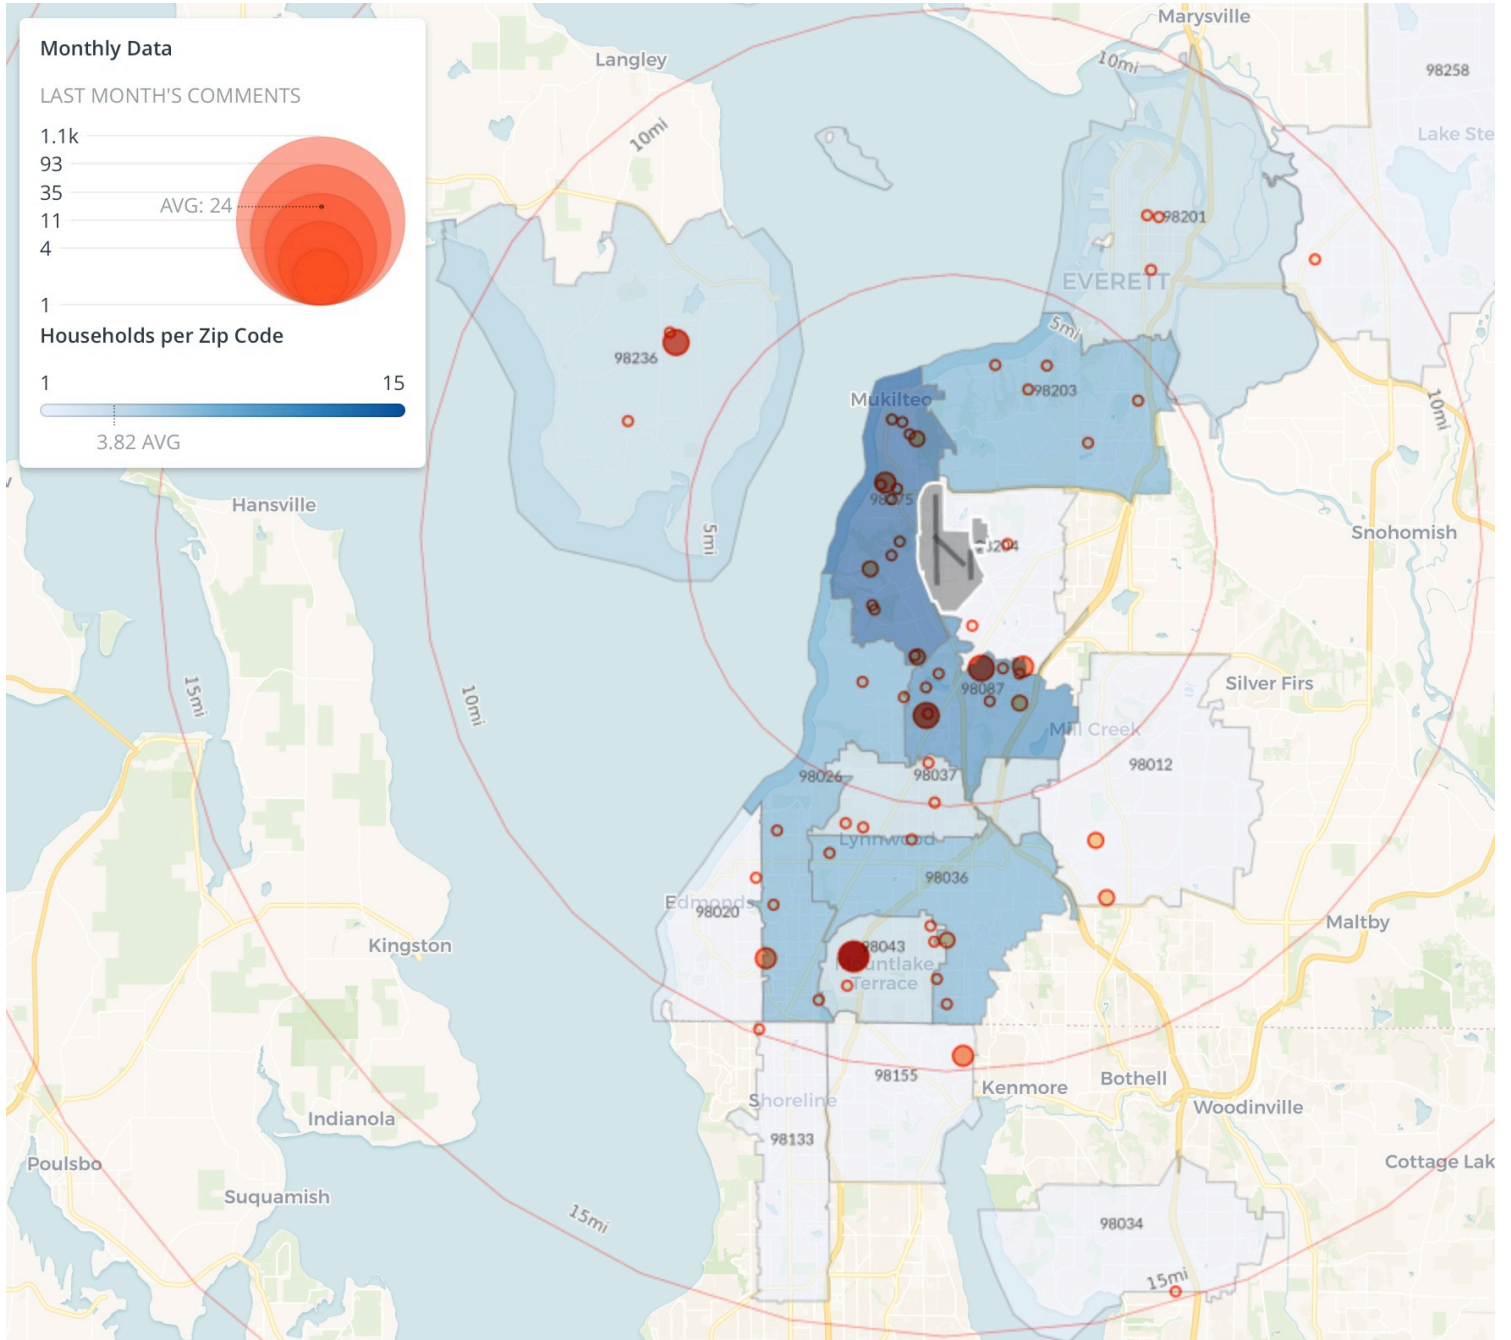 Monthly Data
LAST MONTH'S COMMENTS
1.1k
93
35
AVG: 24
11
4
1
Households per Zip Code
1 15
3.82 AVG
Marysville
10mi
98258
Langley
Lake Ste
10mi
98201
EVERETT
5mi
98236
98203
Mukilteo
10mi
Hansville
5mi
Snohomish
15mi
10mi
98087
Silver Firs
Mill Creek
98026
98037
98012
Lynnwood
98036
Edmonds
98020
Maltby
Kingston
98043
Mountlake
Terrace
98155
Kenmore
Bothell
Woodinville
Shoreline
Indianola
98133
Poulsbo
Cottage Lak
Suquamish
15mi
98034
15mi